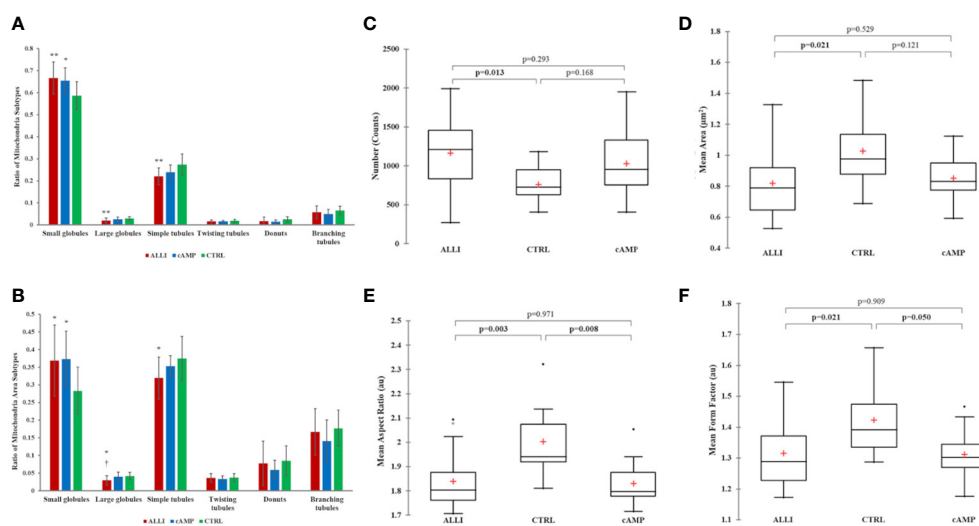 A
Ratio of Mitochondria Subtypes
0.8
0.7
0.6
0.5
0.4
0.3
0.2
0.1
0
** *
**
**
Small globules Large globules Simple tubules Twisting tubules Donuts Branching
tubules
ALLI cAMP CTRL
B
Ratio of Mitochondria Area Subtypes
0.5
0.45
0.4
0.35
0.3
0.25
0.2
0.15
0.1
0.05
0
* *
*
†
*
Small globules Large globules Simple tubules Twisting Donuts Branching
tubules tubules
ALLI cAMP CTRL
C
Number (Counts)
2500
2000
1500
1000
500
0
p=0.293
p=0.013 p=0.168
ALLI CTRL cAMP
D
Mean Area (µm²)
1.8
1.6
1.4
1.2
1
0.8
0.6
0.4
p=0.529
p=0.021 p=0.121
ALLI CTRL cAMP
E
Mean Aspect Ratio (au)
2.5
2.4
2.3
2.2
2.1
2
1.9
1.8
1.7
p=0.971
p=0.003 p=0.008
ALLI CTRL cAMP
F
Mean Form Factor (au)
1.8
1.7
1.6
1.5
1.4
1.3
1.2
1.1
p=0.909
p=0.021 p=0.050
ALLI CTRL cAMP